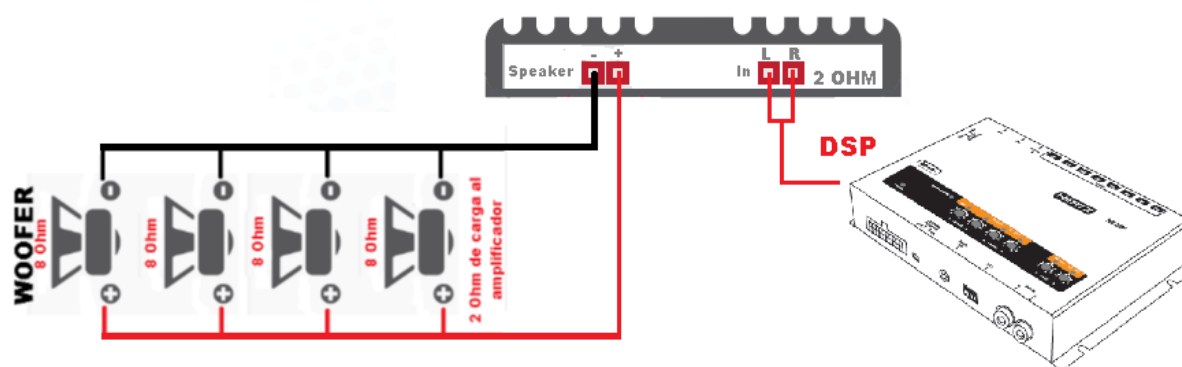 - +
L R
Speaker
In
2 OHM
DSP
WOOFER
8 Ohm
8 Ohm
8 Ohm
8 Ohm
2 Ohm de carga al
amplificador